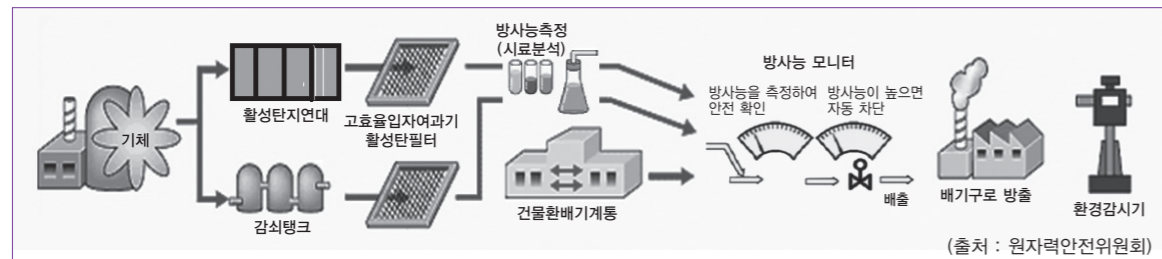 기체
활성탄지연대
감쇠탱크
고효율입자여과기
활성탄필터
방사능측정
(시료분석)
건물환배기계통
방사능 모니터
방사능을 측정하여
안전 확인
방사능이 높으면
자동 차단
배출
배기구로 방출
환경감시기
(출처 : 원자력안전위원회)